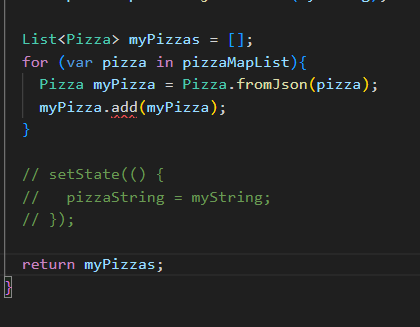 List<Pizza> myPizzas = [];
for (var pizza in pizzaMapList){
Pizza myPizza = Pizza.fromJson(pizza);
myPizza.add(myPizza);
}
// setState(() {
//   pizzaString = myString;
// });
return myPizzas;
}